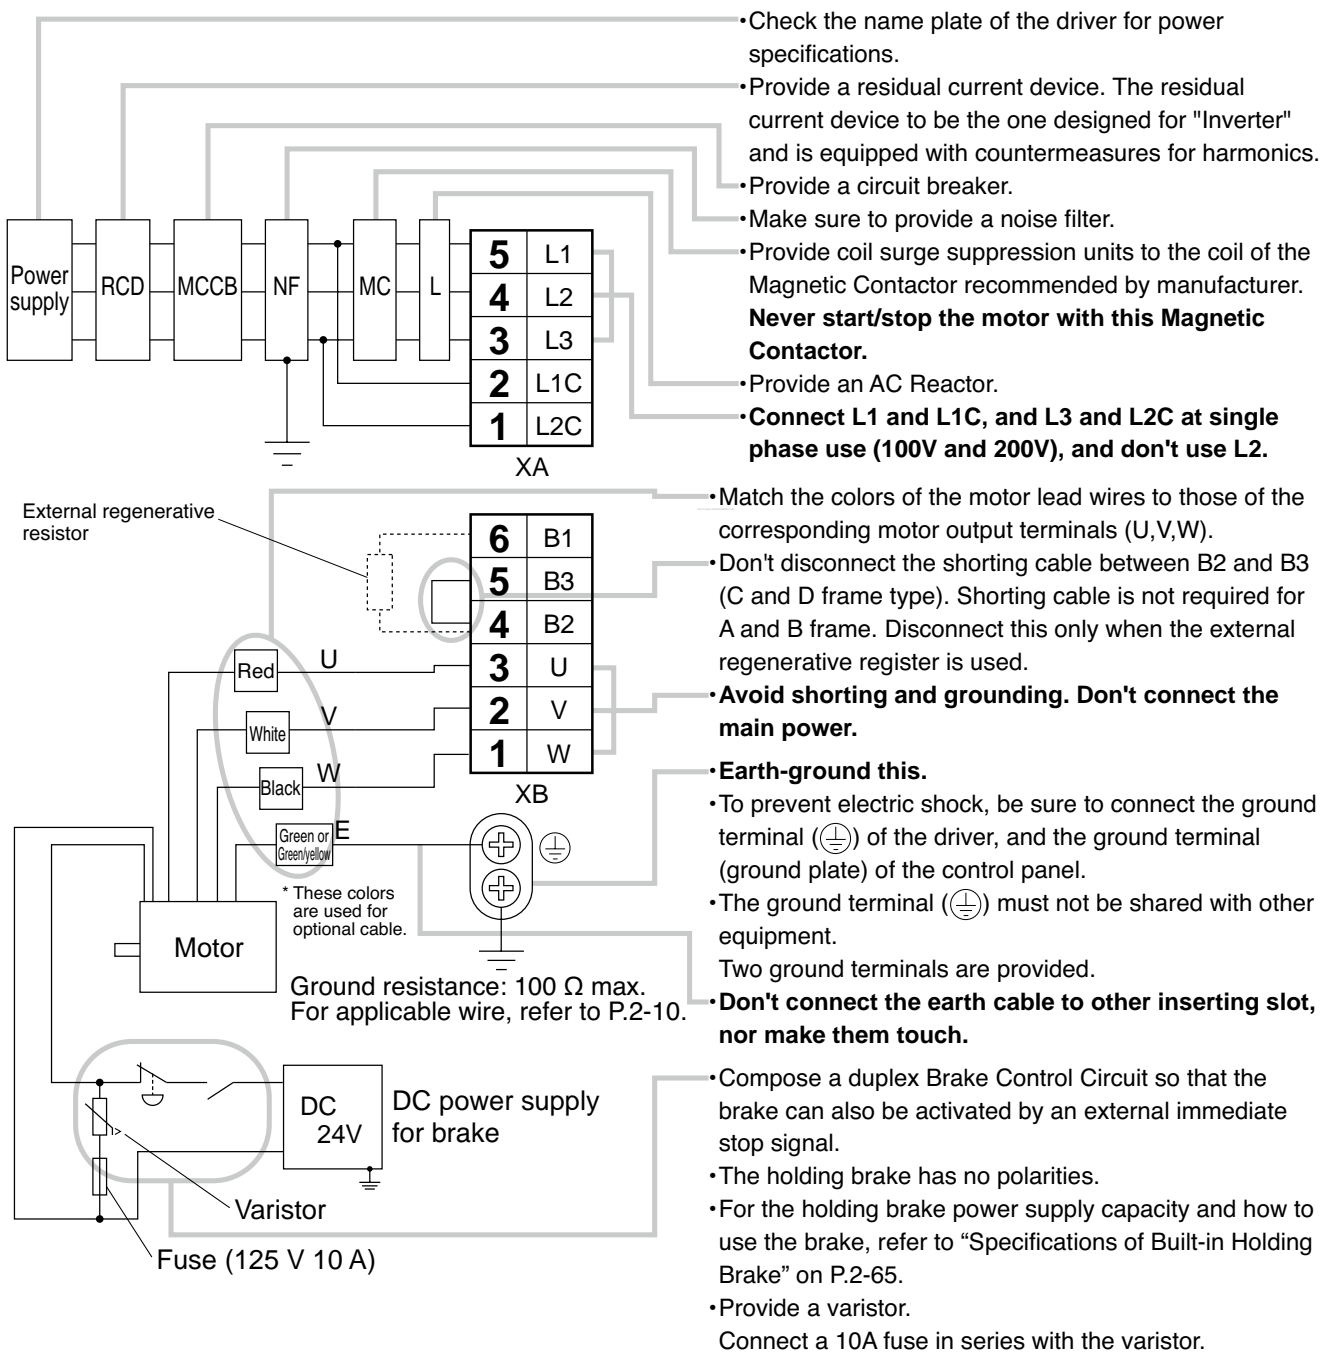 ·Check the name plate of the driver for power
specifications.
·Provide a residual current device. The residual
current device to be the one designed for "Inverter"
and is equipped with countermeasures for harmonics.
·Provide a circuit breaker.
·Make sure to provide a noise filter.
·Provide coil surge suppression units to the coil of the
Magnetic Contactor recommended by manufacturer.
Never start/stop the motor with this Magnetic
Contactor.
·Provide an AC Reactor.
·Connect L1 and L1C, and L3 and L2C at single
phase use (100V and 200V), and don't use L2.
Power
supply
RCD
MCCB
NF
MC
L
5 L1
4 L2
3 L3
2 L1C
1 L2C
XA
External regenerative
resistor
6 B1
5 B3
4 B2
3 U
2 V
1 W
XB
Red U
White V
Black W
Green or
Green/yellow
E
* These colors
are used for
optional cable.
Motor
Ground resistance: 100 Ω max.
For applicable wire, refer to P.2-10.
·Match the colors of the motor lead wires to those of the
corresponding motor output terminals (U,V,W).
·Don't disconnect the shorting cable between B2 and B3
(C and D frame type). Shorting cable is not required for
A and B frame. Disconnect this only when the external
regenerative register is used.
·Avoid shorting and grounding. Don't connect the
main power.
·Earth-ground this.
·To prevent electric shock, be sure to connect the ground
terminal (⏚) of the driver, and the ground terminal
(ground plate) of the control panel.
·The ground terminal (⏚) must not be shared with other
equipment.
Two ground terminals are provided.
·Don't connect the earth cable to other inserting slot,
nor make them touch.
DC
24V
DC power supply
for brake
Varistor
Fuse (125 V 10 A)
·Compose a duplex Brake Control Circuit so that the
brake can also be activated by an external immediate
stop signal.
·The holding brake has no polarities.
·For the holding brake power supply capacity and how to
use the brake, refer to “Specifications of Built-in Holding
Brake” on P.2-65.
·Provide a varistor.
Connect a 10A fuse in series with the varistor.